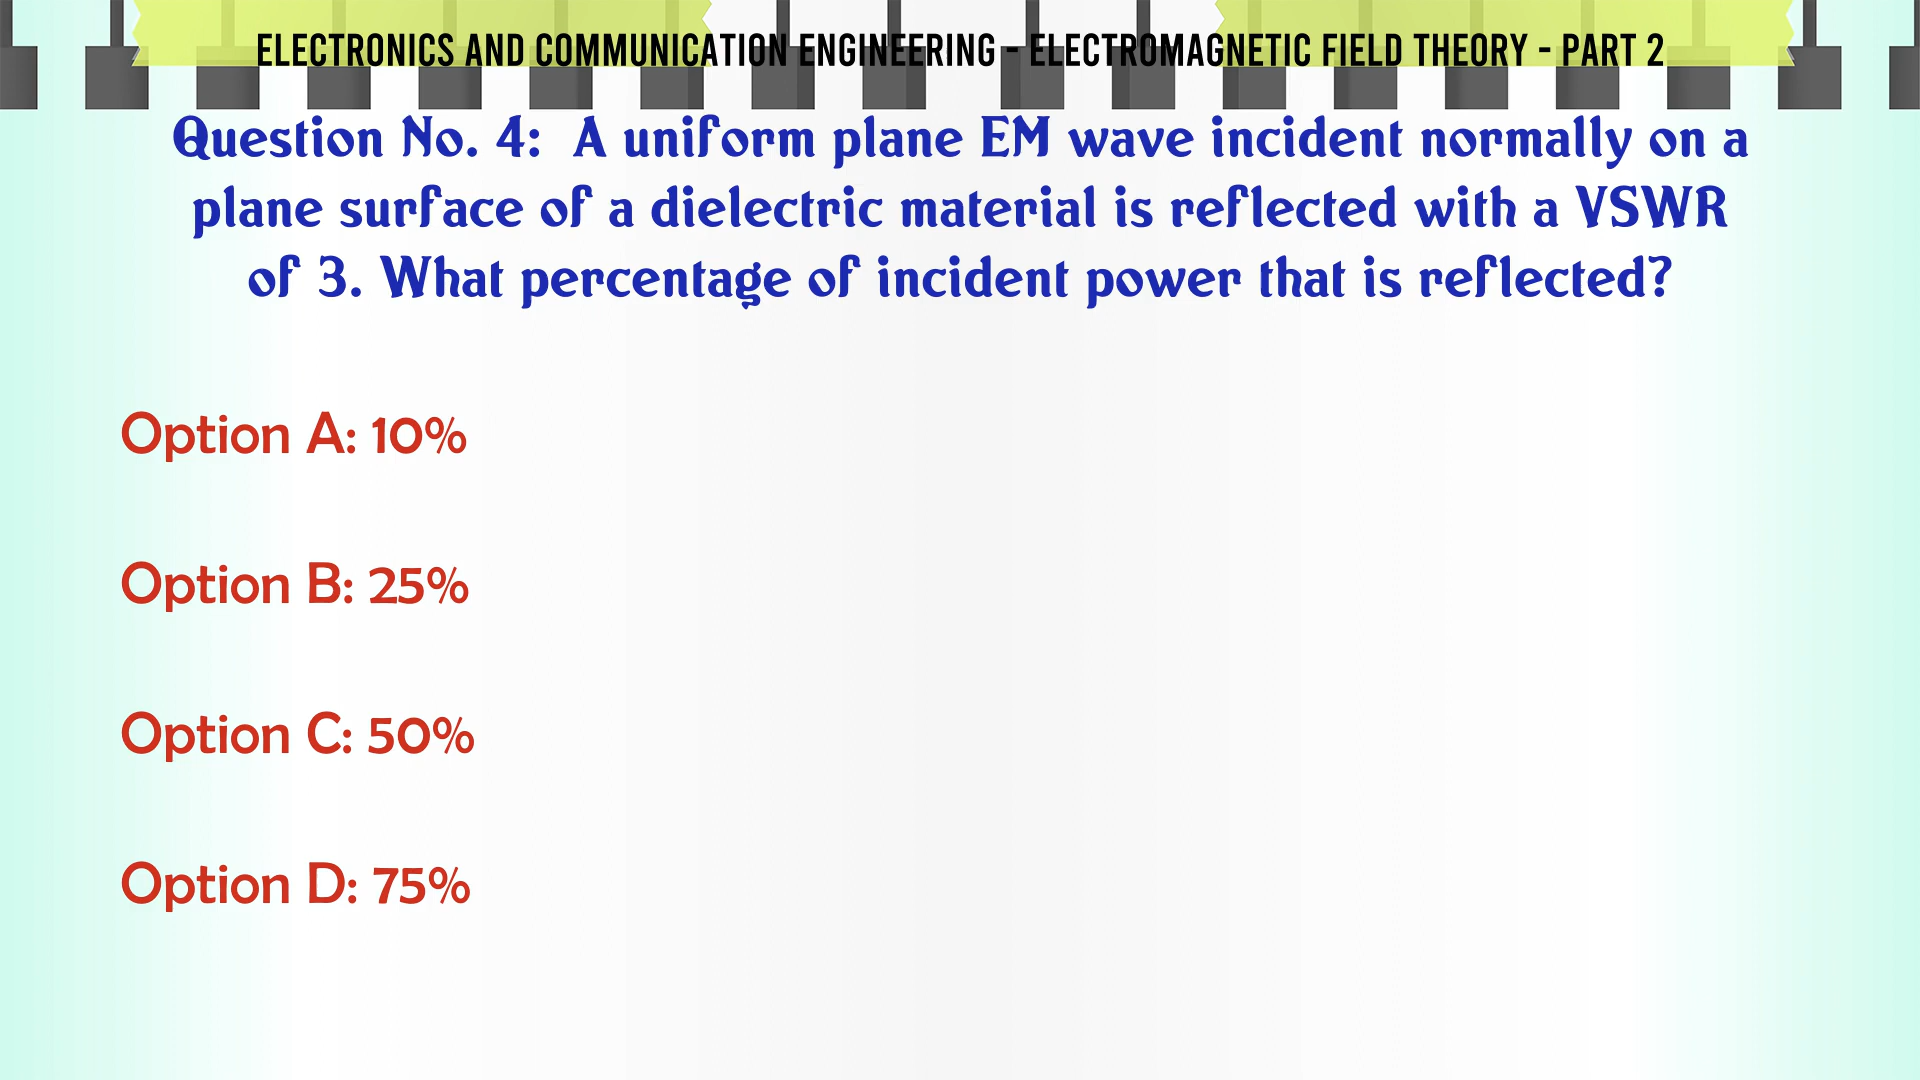 ELECTRONICS AND COMMUNICATION ENGINEERING - ELECTROMAGNETIC FIELD THEORY - PART 2
Question No. 4: A uniform plane EM wave incident normally on a
plane surface of a dielectric material is reflected with a VSWR
of 3. What percentage of incident power that is reflected?
Option A: 10%
Option B: 25%
Option C: 50%
Option D: 75%